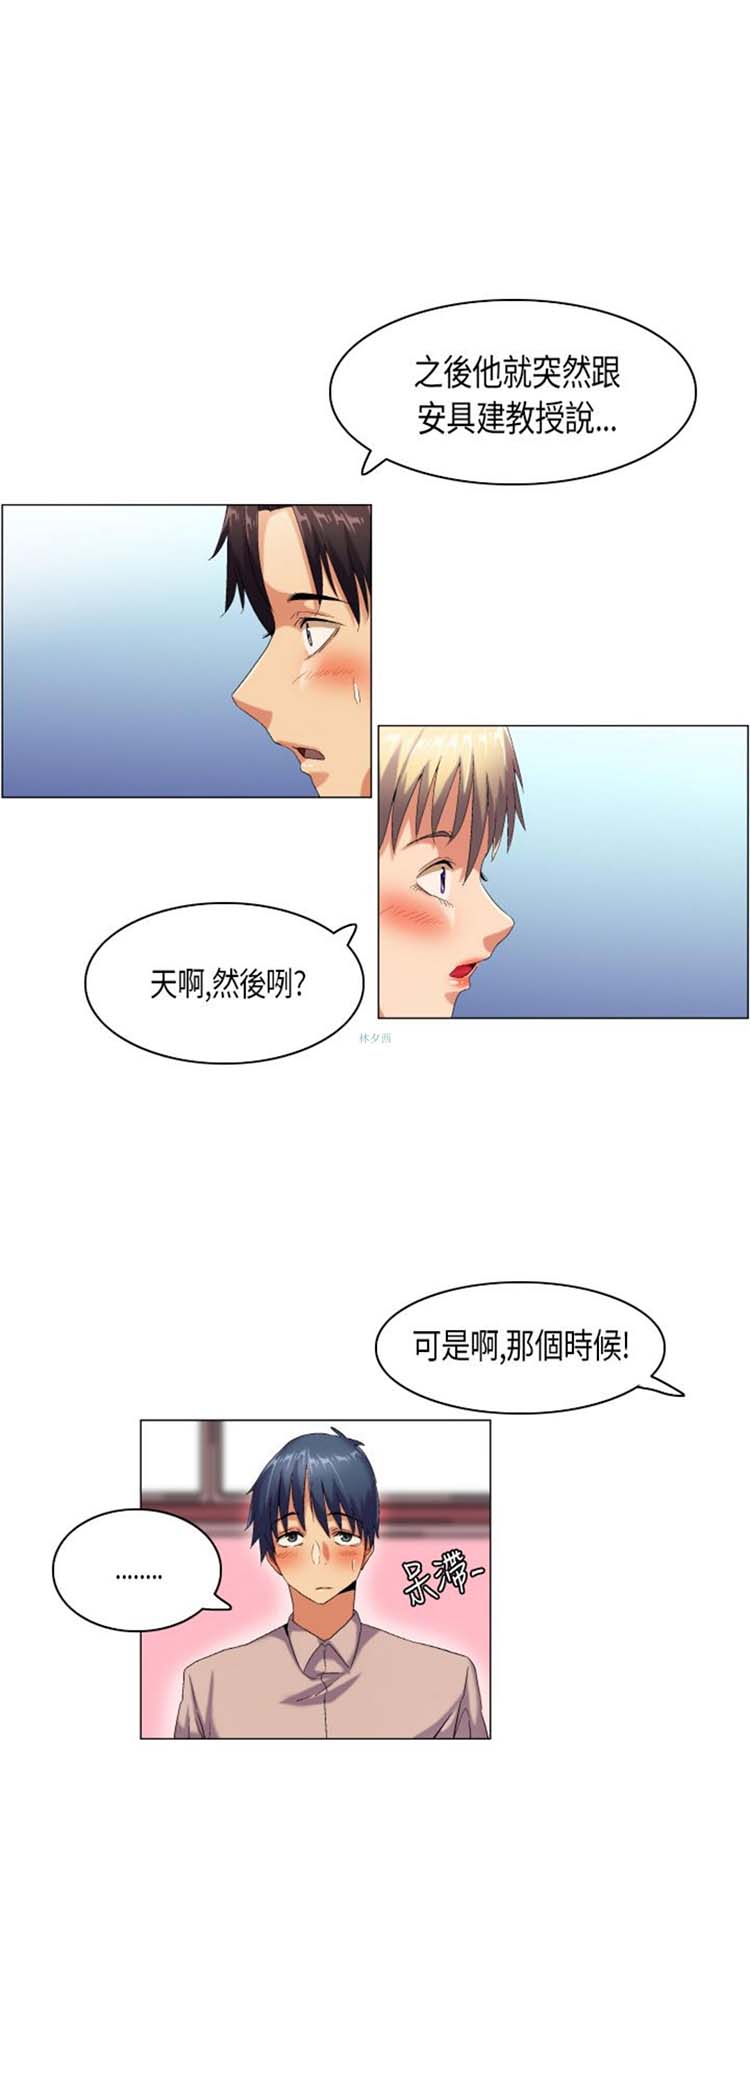 之後他就突然跟
安具建教授說...
天啊,然後咧?
林夕西
可是啊,那個時候!
........
呆滯~